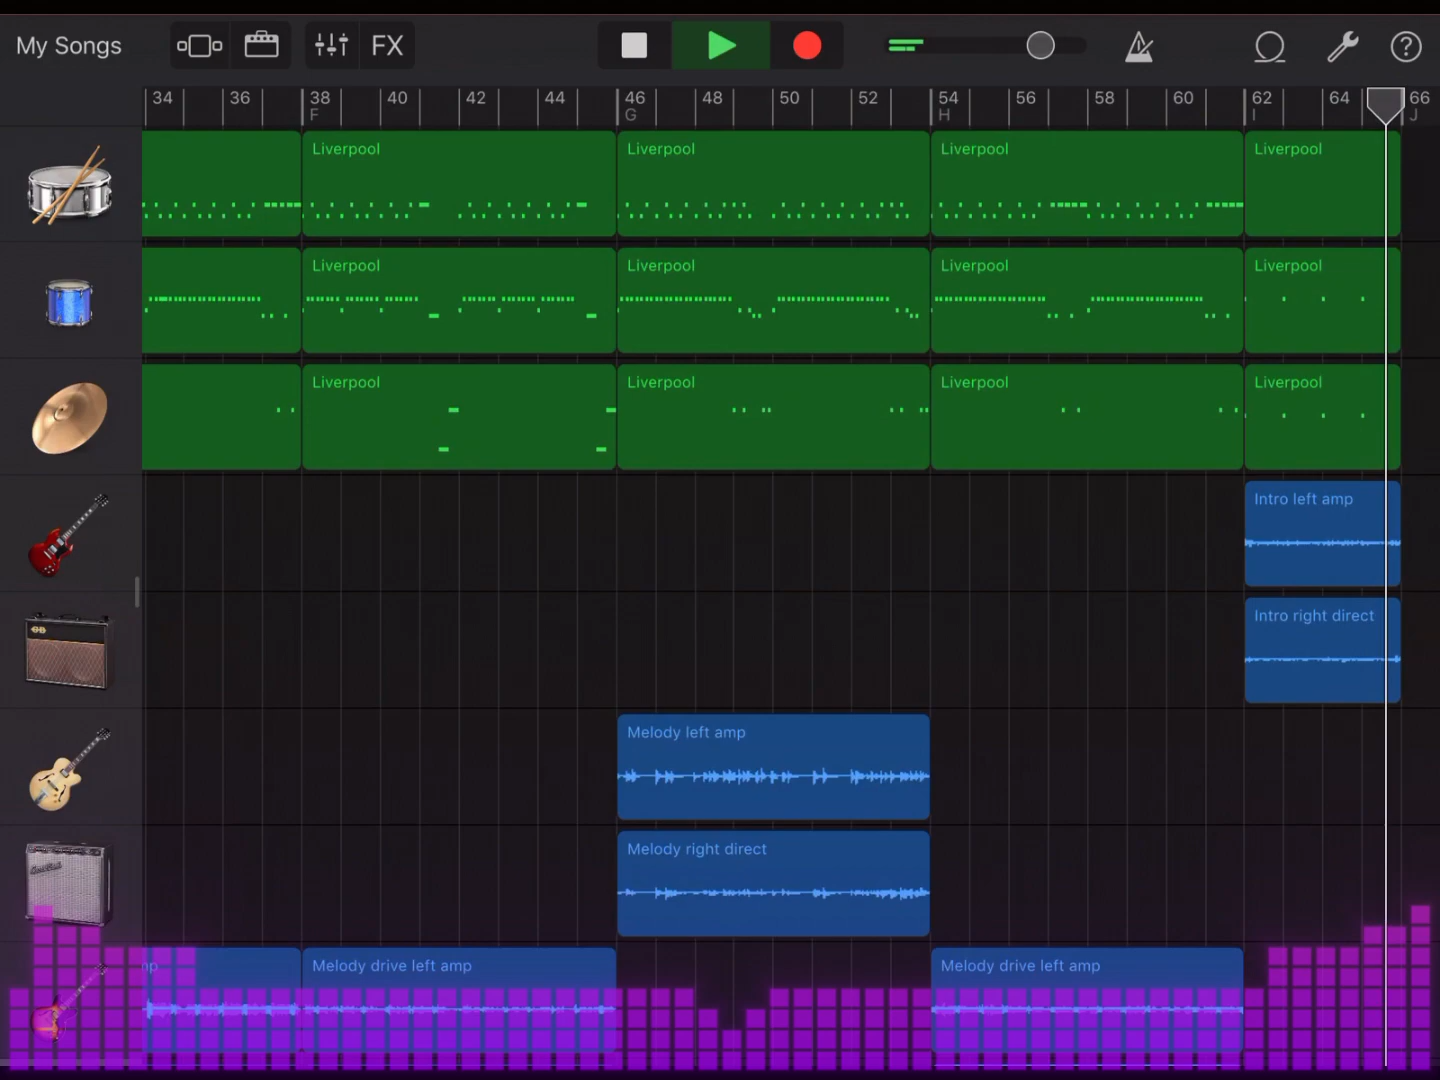 My Songs FX
34 36 38 40 42 44 46 48 50 52 54 56 58 60 62 64 66
F G H I J
Liverpool Liverpool Liverpool Liverpool
Liverpool Liverpool Liverpool Liverpool
Liverpool Liverpool Liverpool Liverpool
Intro left amp
Intro right direct
Melody left amp
Melody right direct
Melody drive left amp Melody drive left amp